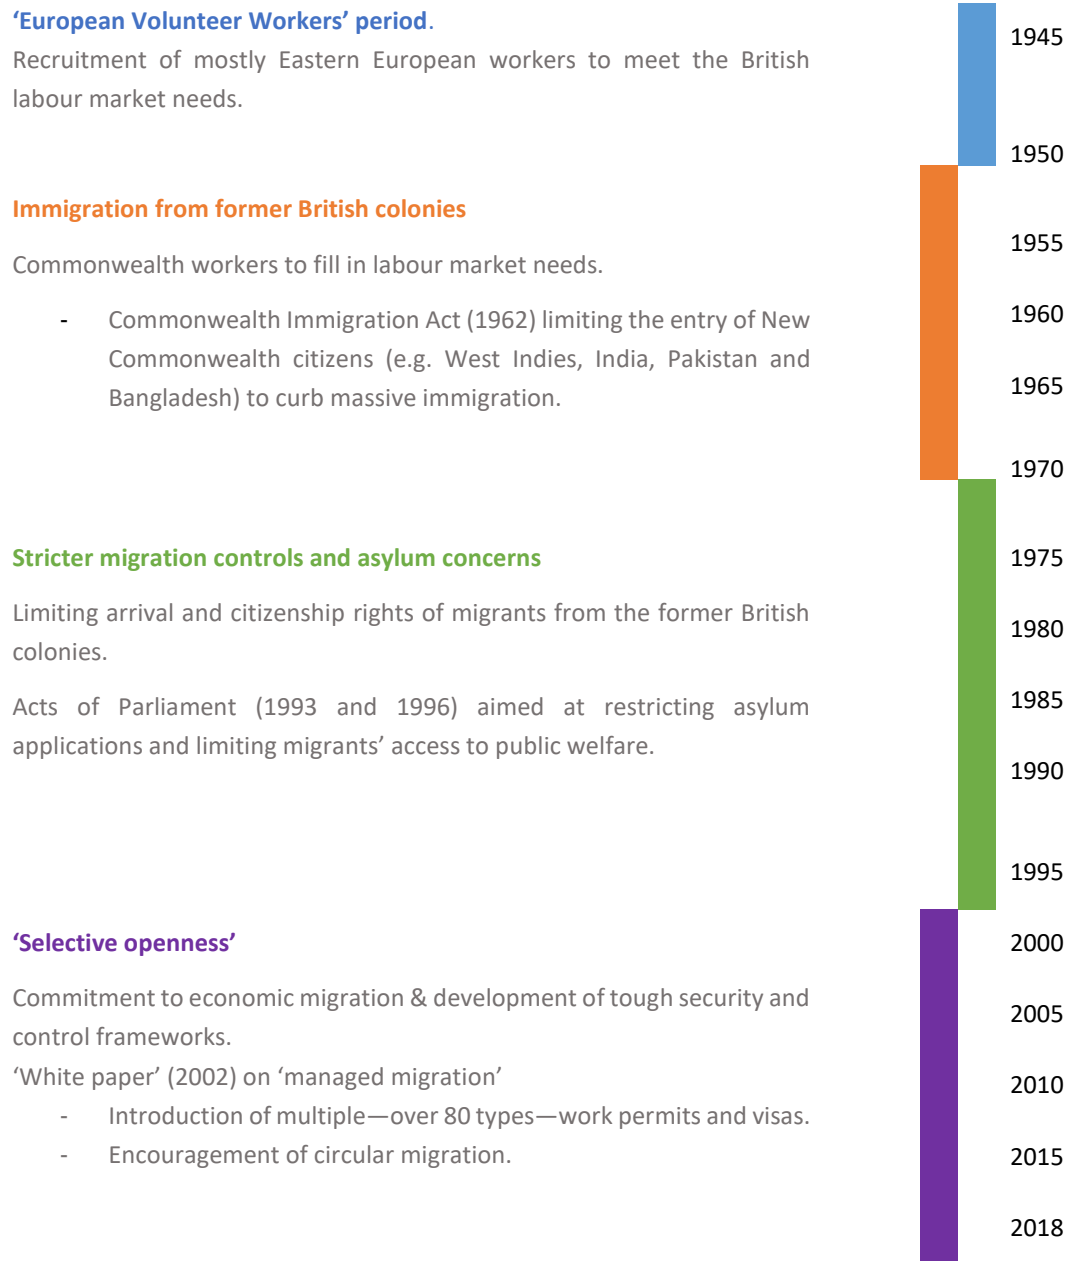 ‘European Volunteer Workers’ period.
Recruitment of mostly Eastern European workers to meet the British
labour market needs.
Immigration from former British colonies
Commonwealth workers to fill in labour market needs.
- Commonwealth Immigration Act (1962) limiting the entry of New
Commonwealth citizens (e.g. West Indies, India, Pakistan and
Bangladesh) to curb massive immigration.
Stricter migration controls and asylum concerns
Limiting arrival and citizenship rights of migrants from the former British
colonies.
Acts of Parliament (1993 and 1996) aimed at restricting asylum
applications and limiting migrants’ access to public welfare.
‘Selective openness’
Commitment to economic migration & development of tough security and
control frameworks.
‘White paper’ (2002) on ‘managed migration’
- Introduction of multiple—over 80 types—work permits and visas.
- Encouragement of circular migration.
1945
1950
1955
1960
1965
1970
1975
1980
1985
1990
1995
2000
2005
2010
2015
2018